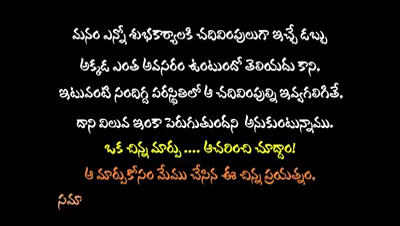 మనం ఎన్నో శుభకార్యాలకి చదివింపులుగా ఇచ్చే డబ్బు
అక్కడ ఎంత అవసరం ఉంటుందో తెలియదు కాని,
ఇటువంటి సందిగ్ధ పరిస్థితిలో ఆ చదివింపుల్ని ఇవ్వగలిగితే,
దాని విలువ ఇంకా పెరుగుతుందని అనుకుంటున్నాము.
ఒక చిన్న మార్పు .... ఆచరించి చూద్దాం!
ఆ మార్పుకోసం మేము చేసిన ఈ చిన్న ప్రయత్నం,
సమా